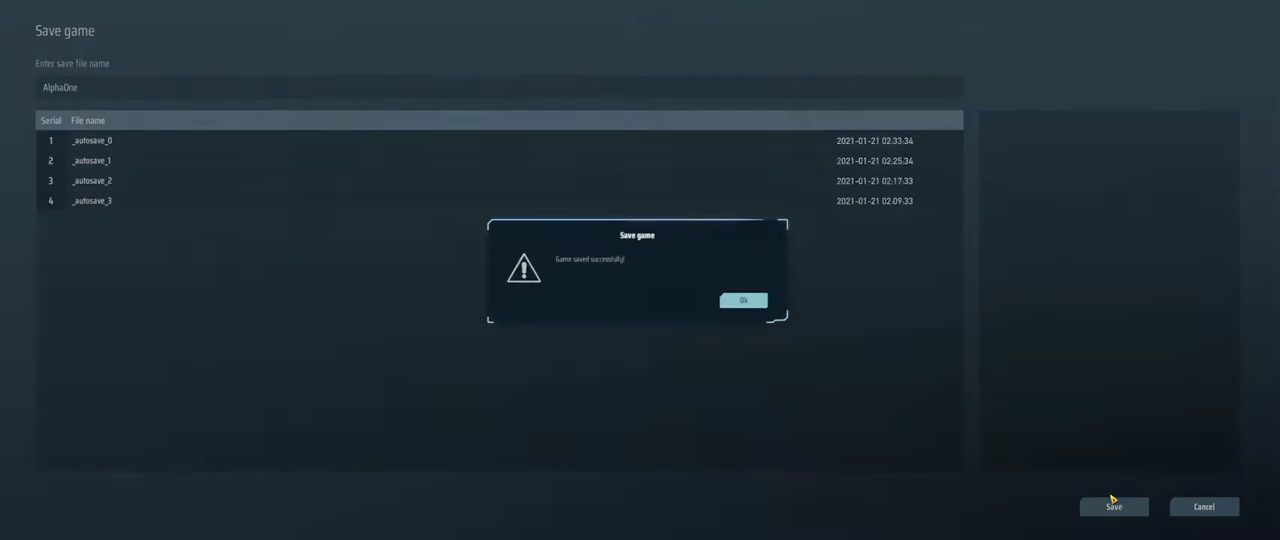 Save game
Enter save file name
AlphaOne
Serial File name
1 _autosave_0 2021-01-21 02:33:34
2 _autosave_1 2021-01-21 02:25:34
3 _autosave_2 2021-01-21 02:17:33
4 _autosave_3 2021-01-21 02:09:33
Save game
Game saved successfully!
Ok
Save Cancel